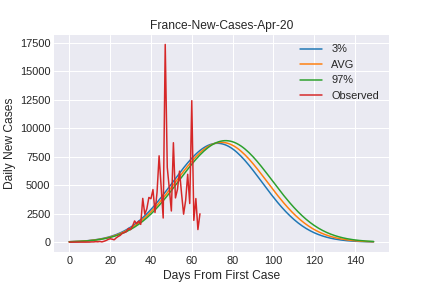 France-New-Cases-Apr-20
17500
15000
12500
10000
7500
5000
2500
0
Daily New Cases
3%
AVG
97%
Observed
0 20 40 60 80 100 120 140
Days From First Case